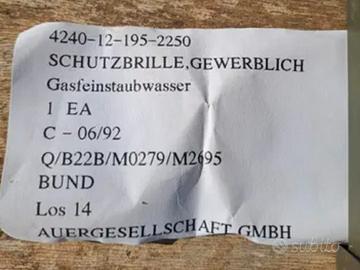 4240-12-195-2250
SCHUTZBRILLE,GEWERBLICH
Gasfeinstaubwasser
1 EA
C - 06/92
Q/B22B/M0279/M2695
BUND
Los 14
AUERGESELLSCHAFT GMBH
subito